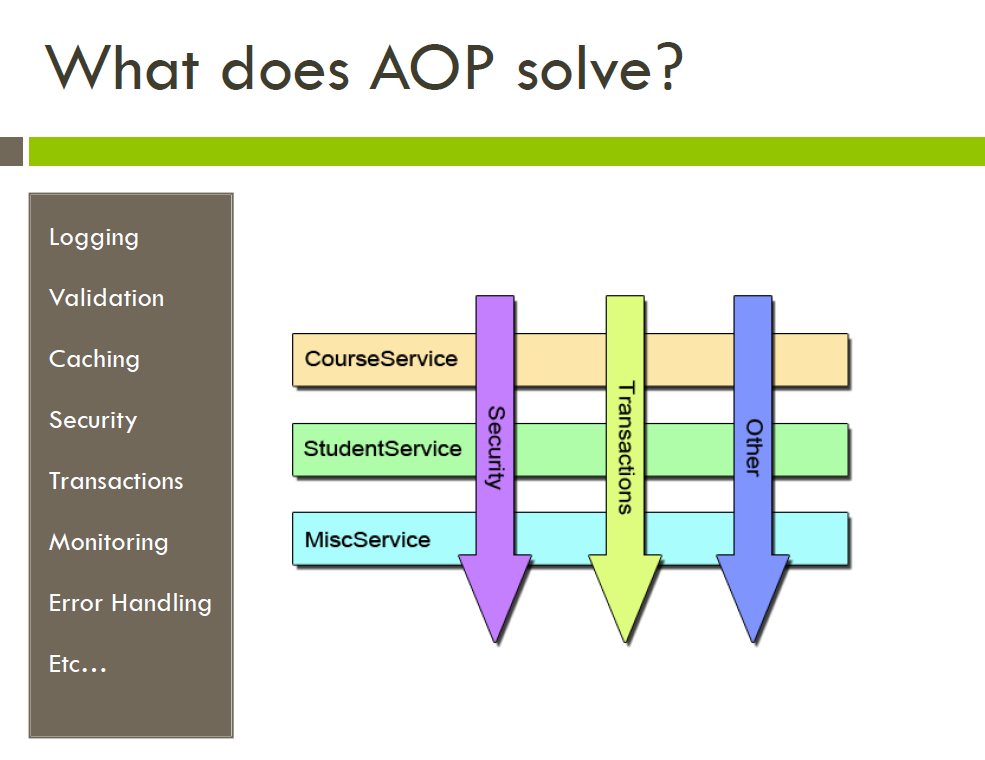 What does AOP solve?
Logging
Validation
Caching
Security
Transactions
Monitoring
Error Handling
Etc...
CourseService
StudentService
MiscService
Security
Transactions
Other